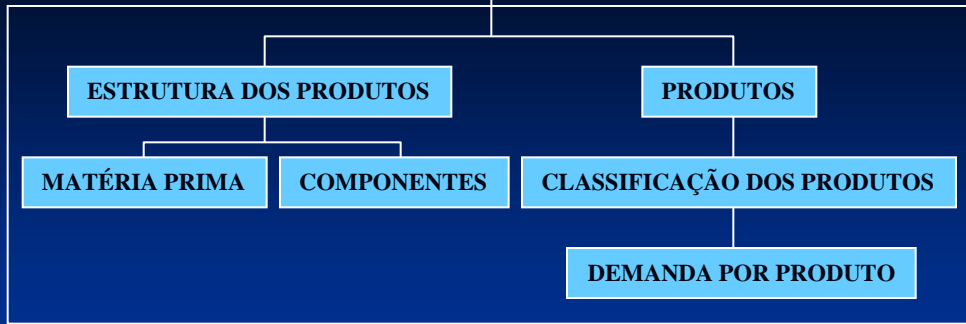 ESTRUTURA DOS PRODUTOS
PRODUTOS
MATÉRIA PRIMA
COMPONENTES
CLASSIFICAÇÃO DOS PRODUTOS
DEMANDA POR PRODUTO